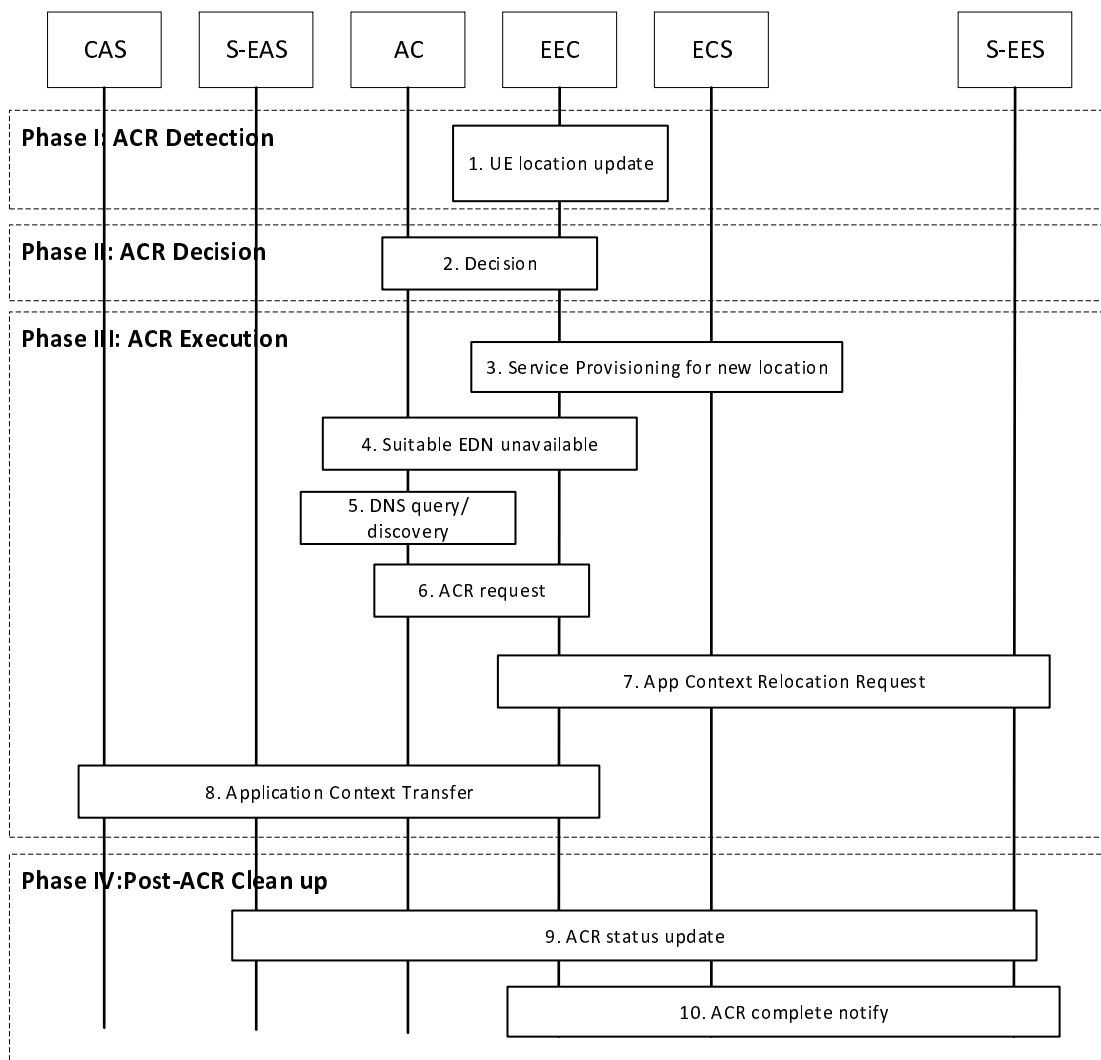 CAS S-EAS AC EEC ECS S-EES
Phase I: ACR Detection
1. UE location update
Phase II: ACR Decision
2. Decision
Phase III: ACR Execution
3. Service Provisioning for new location
4. Suitable EDN unavailable
5. DNS query/
discovery
6. ACR request
7. App Context Relocation Request
8. Application Context Transfer
Phase IV:Post-ACR Clean up
9. ACR status update
10. ACR complete notify